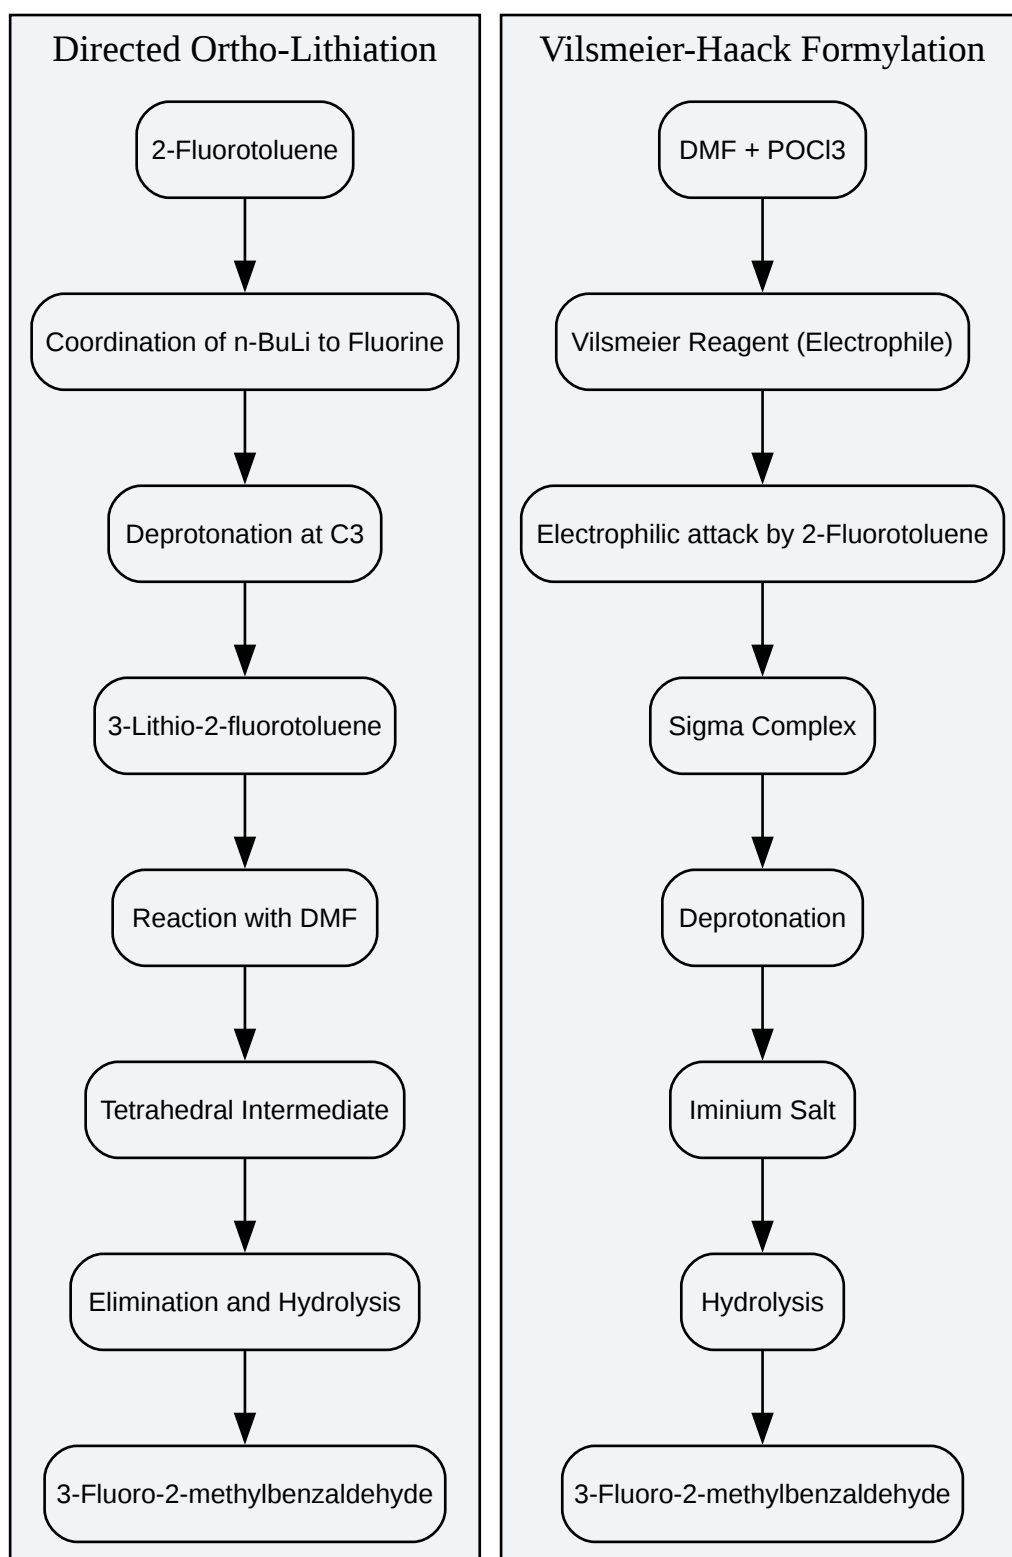 Directed Ortho-Lithiation
2-Fluorotoluene
Coordination of n-BuLi to Fluorine
Deprotonation at C3
3-Lithio-2-fluorotoluene
Reaction with DMF
Tetrahedral Intermediate
Elimination and Hydrolysis
3-Fluoro-2-methylbenzaldehyde
Vilsmeier-Haack Formylation
DMF + POCl3
Vilsmeier Reagent (Electrophile)
Electrophilic attack by 2-Fluorotoluene
Sigma Complex
Deprotonation
Iminium Salt
Hydrolysis
3-Fluoro-2-methylbenzaldehyde